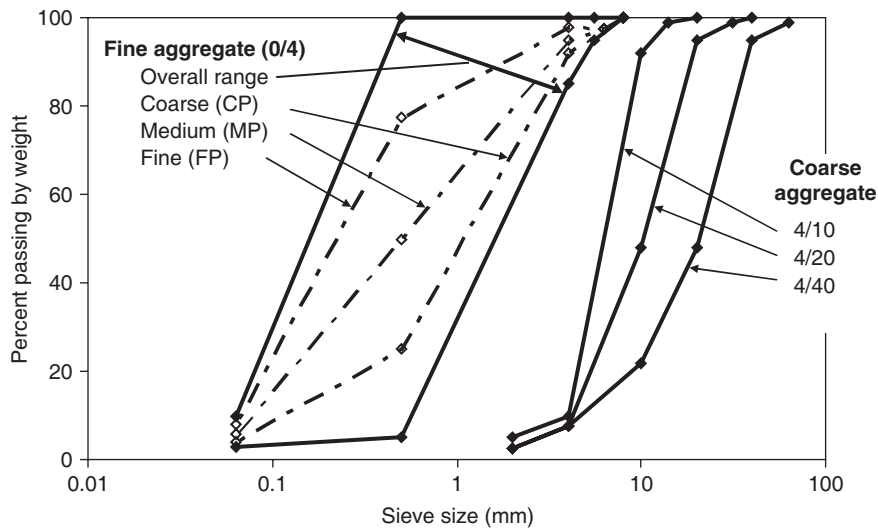 100
80
60
40
20
0
Percent passing by weight
Fine aggregate (0/4)
Overall range
Coarse (CP)
Medium (MP)
Fine (FP)
Coarse
aggregate
4/10
4/20
4/40
0.01 0.1 1 10 100
Sieve size (mm)